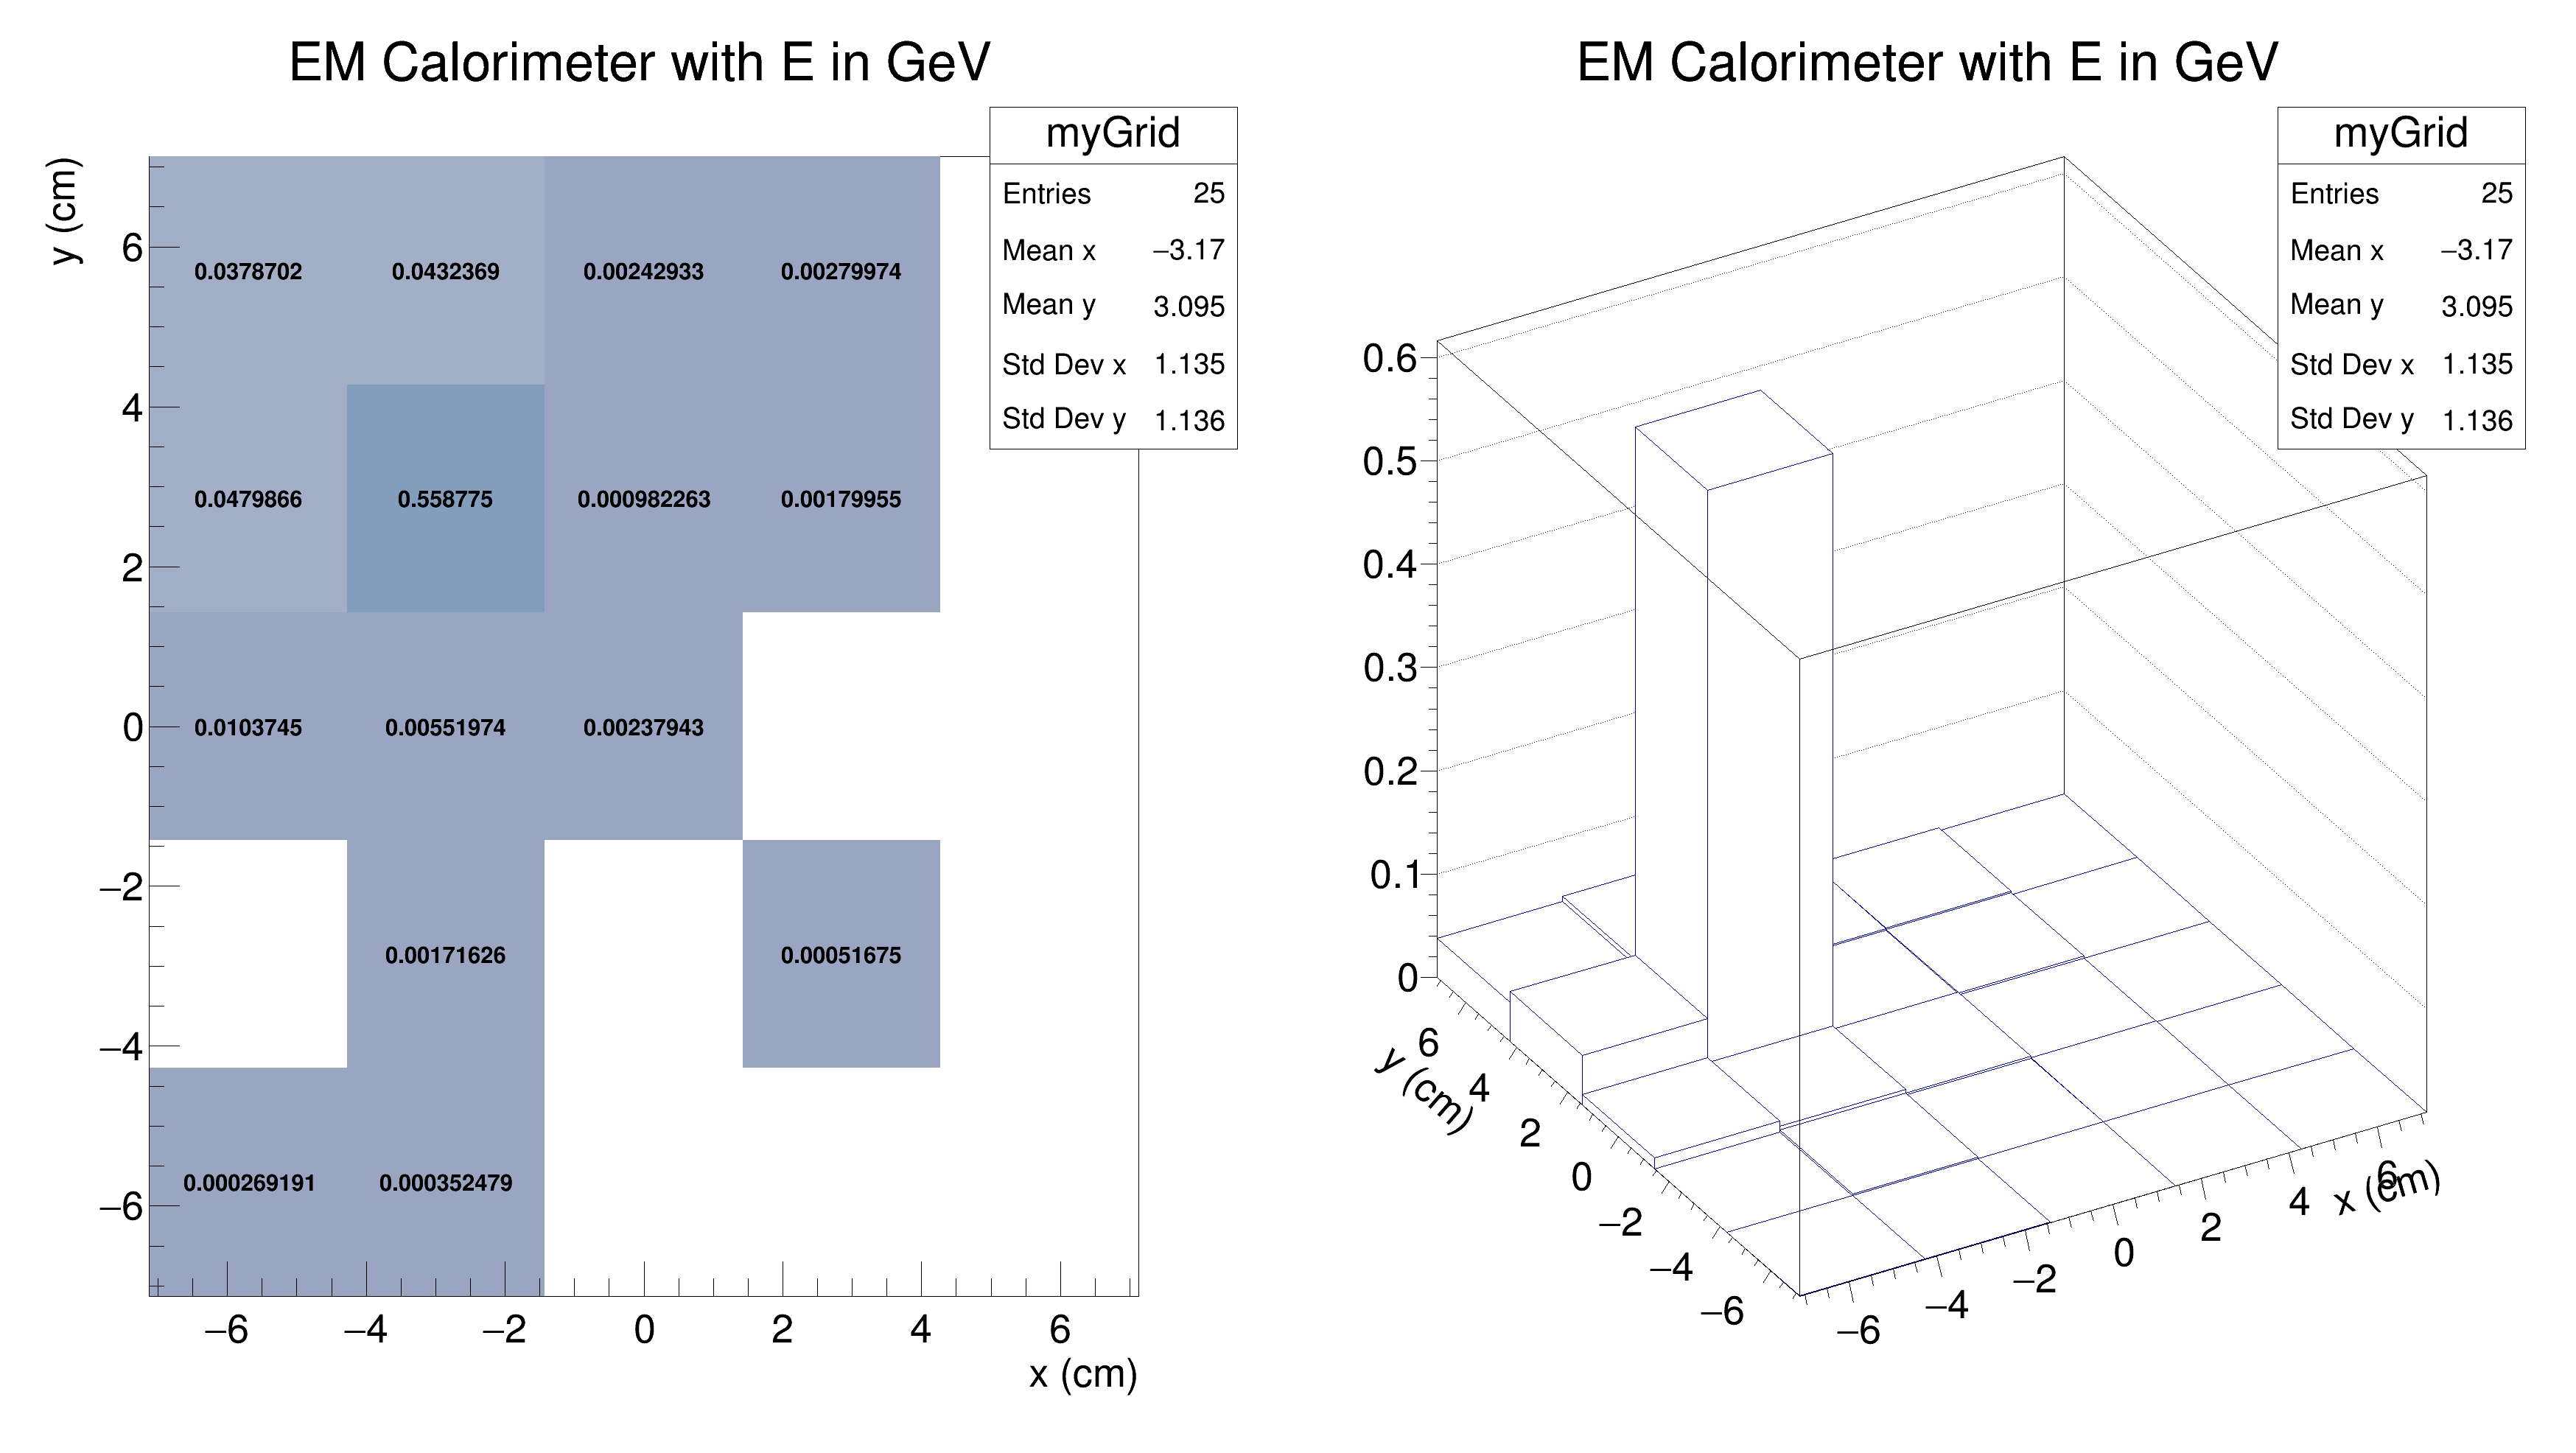 EM Calorimeter with E in GeV
myGrid
Entries 25
Mean x −3.17
Mean y 3.095
Std Dev x 1.135
Std Dev y 1.136
y (cm)
6
4
2
0
−2
−4
−6
0.0378702 0.0432369 0.00242933 0.00279974
0.0479866 0.558775 0.000982263 0.00179955
0.0103745 0.00551974 0.00237943
0.00171626 0.00051675
0.000269191 0.000352479
−6 −4 −2 0 2 4 6
x (cm)
EM Calorimeter with E in GeV
myGrid
Entries 25
Mean x −3.17
Mean y 3.095
Std Dev x 1.135
Std Dev y 1.136
0.6
0.5
0.4
0.3
0.2
0.1
0
y (cm)
6
4
2
0
−2
−4
−6
−6
−4
−2
0
2
4
6
x (cm)